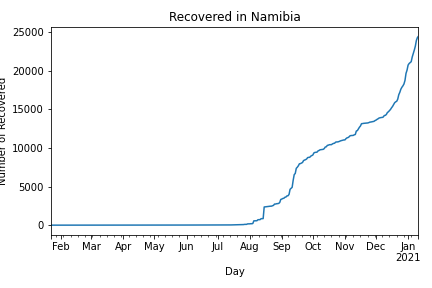 Recovered in Namibia
Number of Recovered
25000
20000
15000
10000
5000
0
Feb Mar Apr May Jun Jul Aug Sep Oct Nov Dec Jan
2021
Day